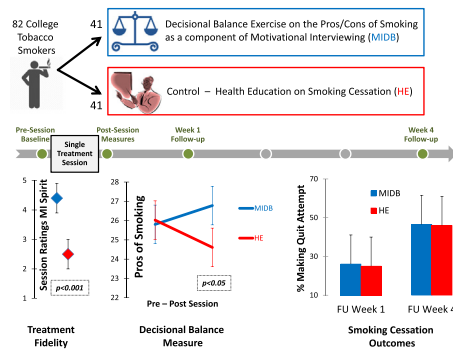 82 College
Tobacco
Smokers
41
Decisional Balance Exercise on the Pros/Cons of Smoking
as a component of Motivational Interviewing (MIDB)
41
Control – Health Education on Smoking Cessation (HE)
Pre-Session
Baseline
Single
Treatment
Session
Post-Session
Measures
Week 1
Follow-up
Week 4
Follow-up
Session Ratings MI Spirit
5
4
3
2
1
p<0.001
Treatment
Fidelity
Pros of Smoking
28
27
26
25
24
23
22
MIDB
HE
p<0.05
Pre – Post Session
Decisional Balance
Measure
% Making Quit Attempt
70
50
30
10
MIDB
HE
FU Week 1
FU Week 4
Smoking Cessation
Outcomes